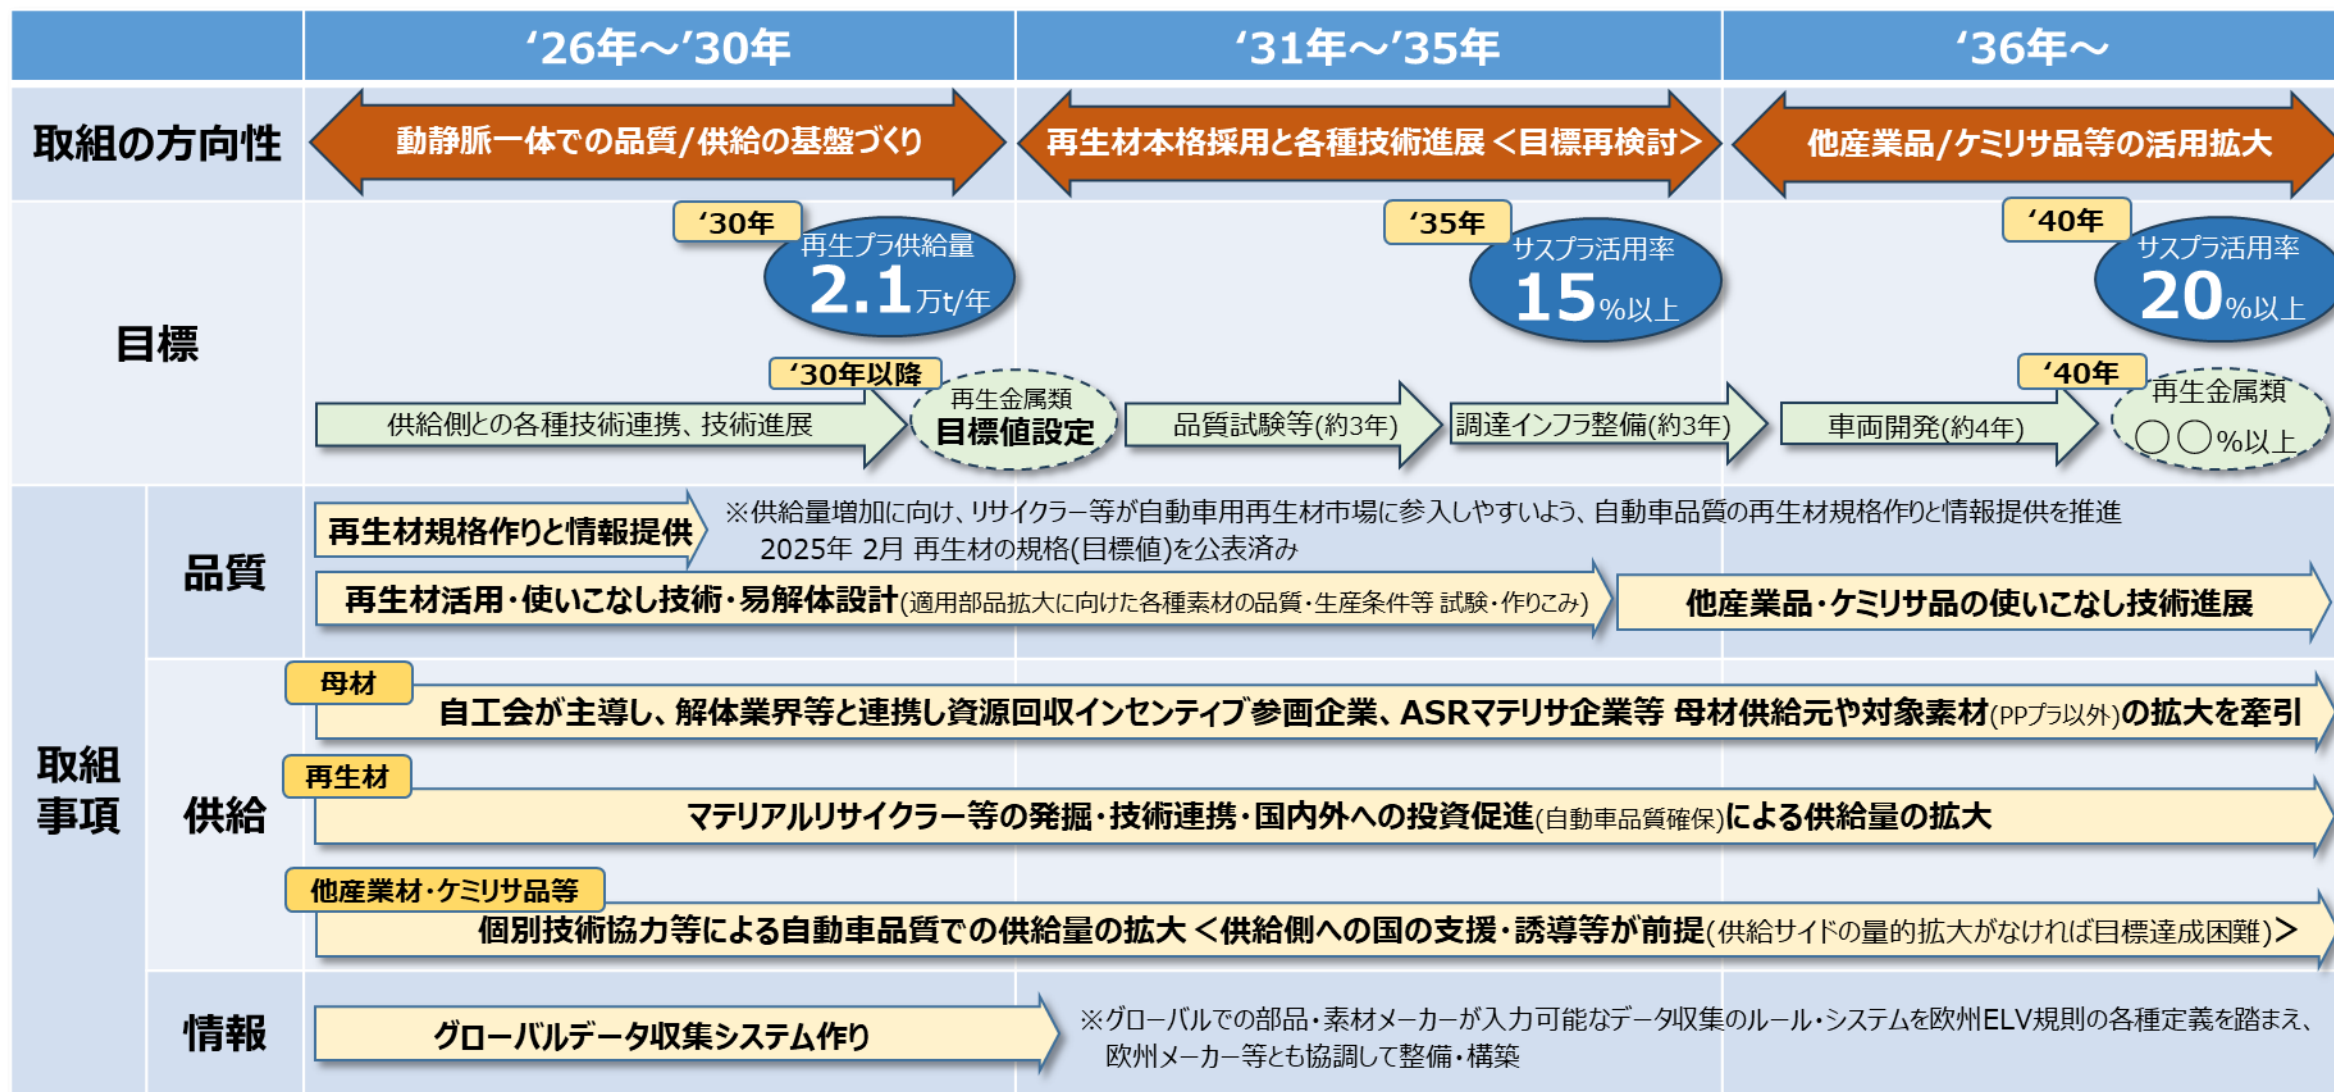 ‘26年～’30年
‘31年～’35年
‘36年～
取組の方向性
動静脈一体での品質/供給の基盤づくり
再生材本格採用と各種技術進展＜目標再検討＞
他産業品/ケミリサ品等の活用拡大
目標
‘30年
再生プラ供給量
2.1万t/年
‘35年
サスプラ活用率
15%以上
‘40年
サスプラ活用率
20%以上
供給側との各種技術連携、技術進展
‘30年以降
再生金属類
目標値設定
品質試験等(約3年)
調達インフラ整備(約3年)
車両開発(約4年)
‘40年
再生金属類
〇〇%以上
取組
事項
品質
再生材規格作りと情報提供
※供給量増加に向け、リサイクラー等が自動車用再生材市場に参入しやすいよう、自動車品質の再生材規格作りと情報提供を推進
2025年 2月 再生材の規格(目標値)を公表済み
再生材活用・使いこなし技術・易解体設計(適用部品拡大に向けた各種素材の品質・生産条件等 試験・作りこみ)
他産業品・ケミリサ品の使いこなし技術進展
供給
母材
自工会が主導し、解体業界等と連携し資源回収インセンティブ参画企業、ASRマテリサ企業等 母材供給元や対象素材(PPプラ以外)の拡大を牽引
再生材
マテリアルリサイクラー等の発掘・技術連携・国内外への投資促進(自動車品質確保)による供給量の拡大
他産業材・ケミリサ品等
個別技術協力等による自動車品質での供給量の拡大＜供給側への国の支援・誘導等が前提(供給サイドの量的拡大がなければ目標達成困難)＞
情報
グローバルデータ収集システム作り
※グローバルでの部品・素材メーカーが入力可能なデータ収集のルール・システムを欧州ELV規則の各種定義を踏まえ、
欧州メーカー等とも協調して整備・構築